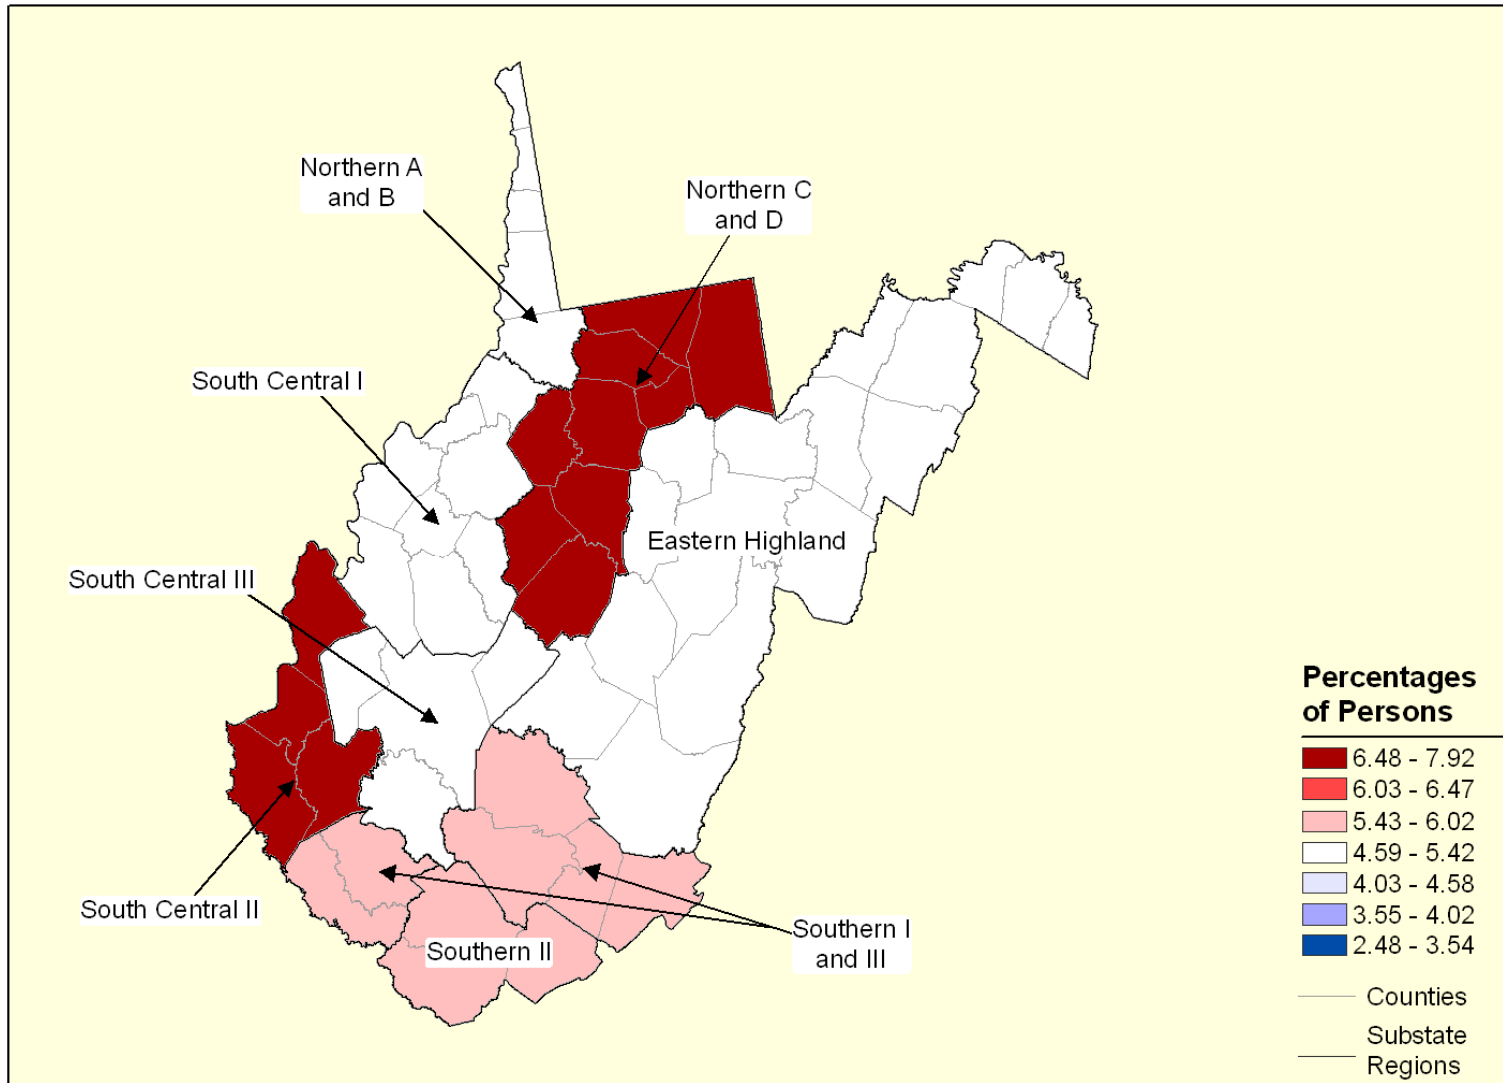 Northern A
and B
Northern C
and D
South Central I
Eastern Highland
South Central III
South Central II
Southern II
Southern I
and III
Percentages
of Persons
6.48 - 7.92
6.03 - 6.47
5.43 - 6.02
4.59 - 5.42
4.03 - 4.58
3.55 - 4.02
2.48 - 3.54
Counties
Substate
Regions